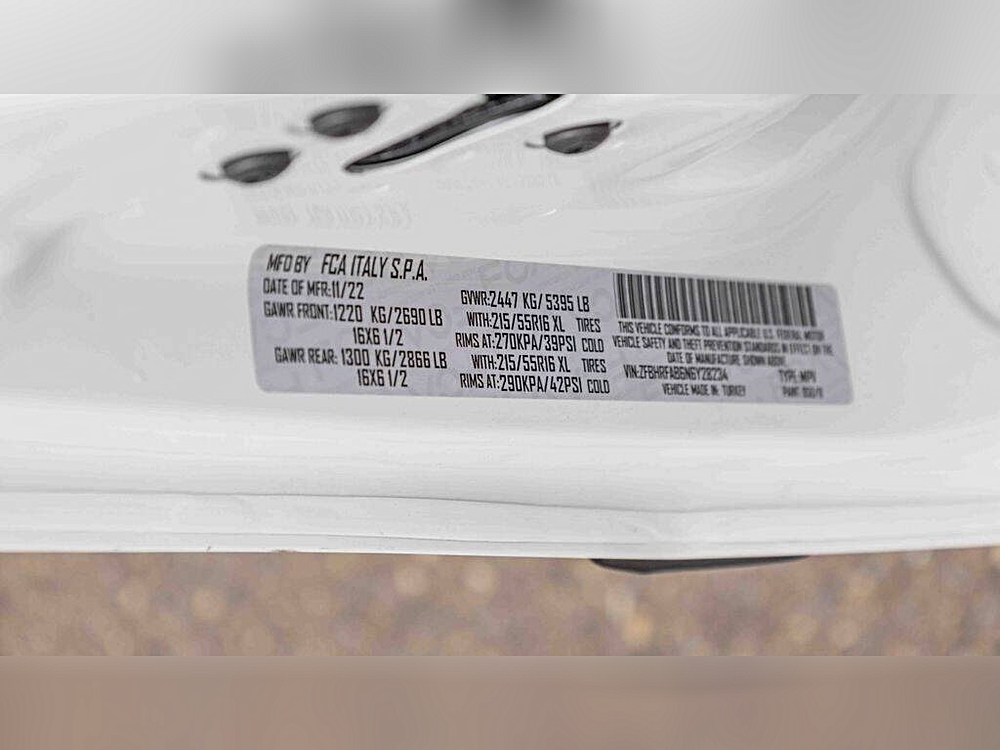 MFD BY FCA ITALY S.P.A.
DATE OF MFR:11/22
GAWR FRONT:1220 KG/2690 LB
16X6 1/2
GAWR REAR: 1300 KG/2866 LB
16X6 1/2
GVWR:2447 KG/ 5395 LB
WITH:215/55R16 XL TIRES
RIMS AT:270KPA/39PSI COLD
WITH:215/55R16 XL TIRES
RIMS AT:290KPA/42PSI COLD
THIS VEHICLE CONFORMS TO ALL APPLICABLE U.S. FEDERAL MOTOR
VEHICLE SAFETY AND THEFT PREVENTION STANDARDS IN EFFECT ON THE
DATE OF MANUFACTURE SHOWN ABOVE
VIN:ZFBHRFAB6N6Y28234 TYPE:MPV
VEHICLE MADE IN: TURKEY